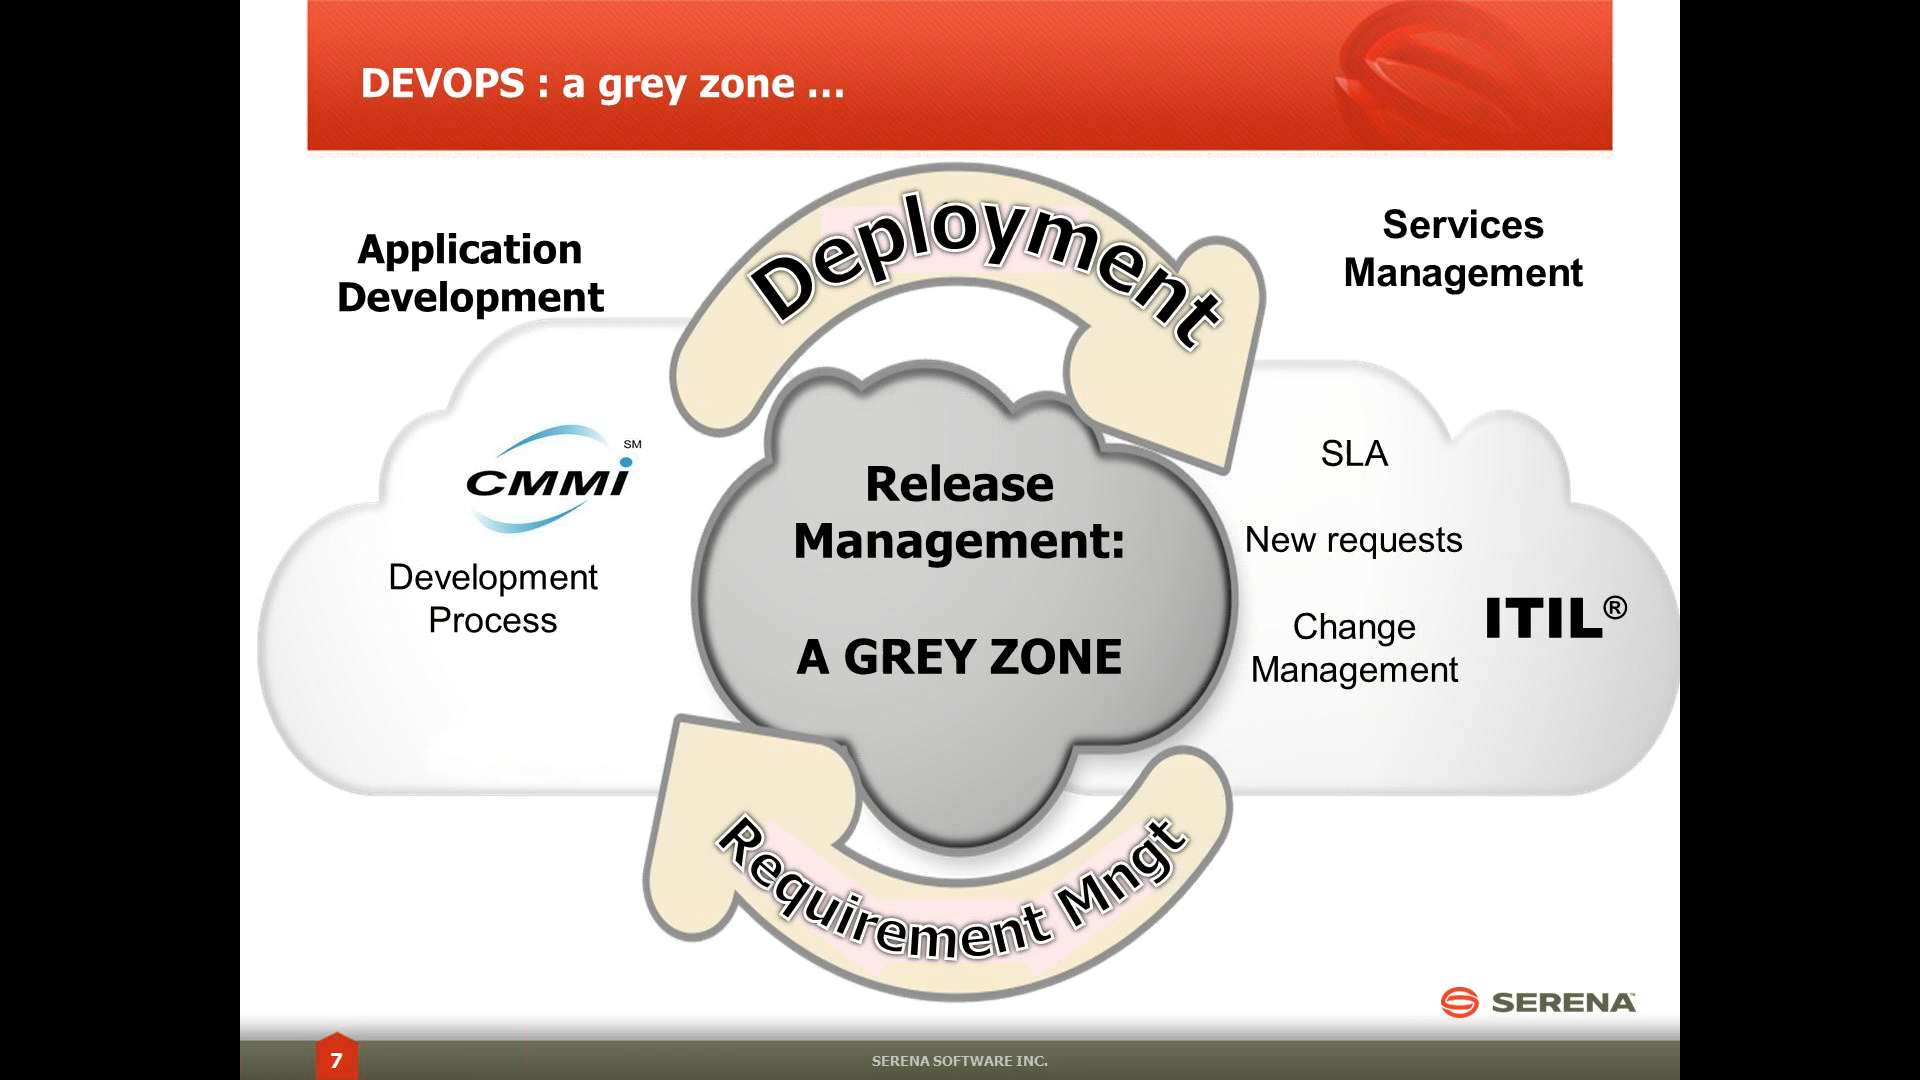 DEVOPS : a grey zone ...
Application
Development
Deployment
Services
Management
CMMi SM
Development
Process
Release
Management:
A GREY ZONE
SLA
New requests
Change
Management
ITIL®
Requirement Mngt
SERENA™
7
SERENA SOFTWARE INC.